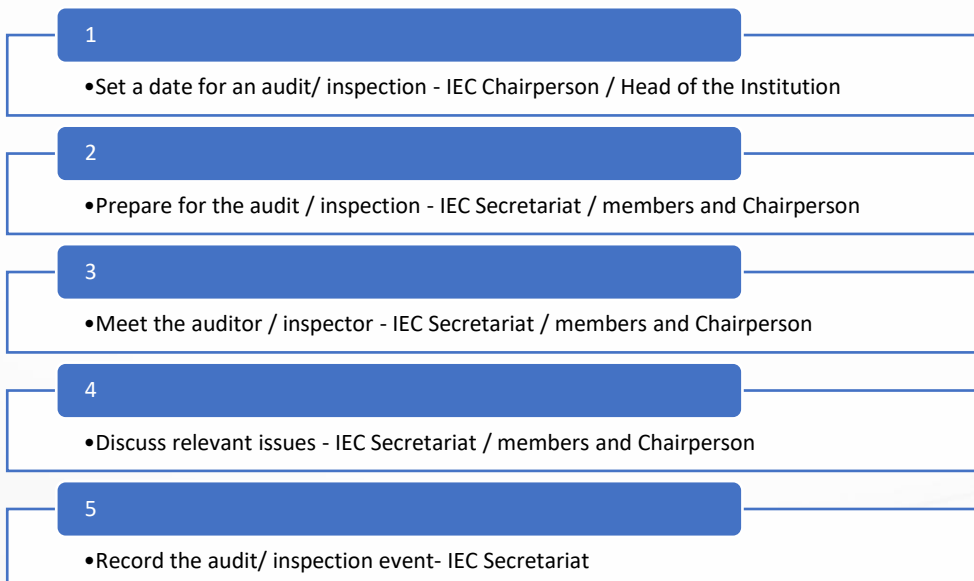 1
•Set a date for an audit/ inspection - IEC Chairperson / Head of the Institution
2
•Prepare for the audit / inspection - IEC Secretariat / members and Chairperson
3
•Meet the auditor / inspector - IEC Secretariat / members and Chairperson
4
•Discuss relevant issues - IEC Secretariat / members and Chairperson
5
•Record the audit/ inspection event- IEC Secretariat